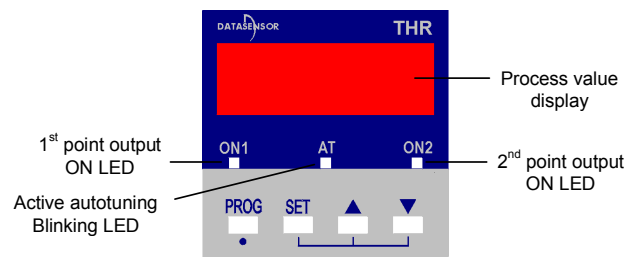 DATASENSOR THR
Process value
display
1st point output
ON LED
ON1 AT ON2
2nd point output
ON LED
Active autotuning
Blinking LED
PROG SET ▲ ▼